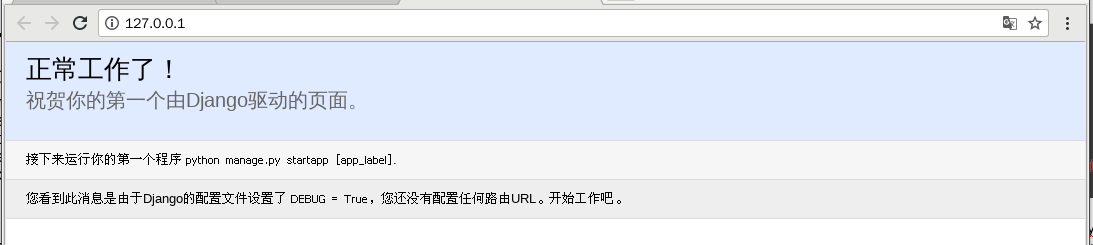 127.0.0.1
正常工作了！
祝贺你的第一个由Django驱动的页面。
接下来运行你的第一个程序 python manage.py startapp [app_label].
您看到此消息是由于Django的配置文件设置了 DEBUG = True，您还没有配置任何路由URL。开始工作吧。